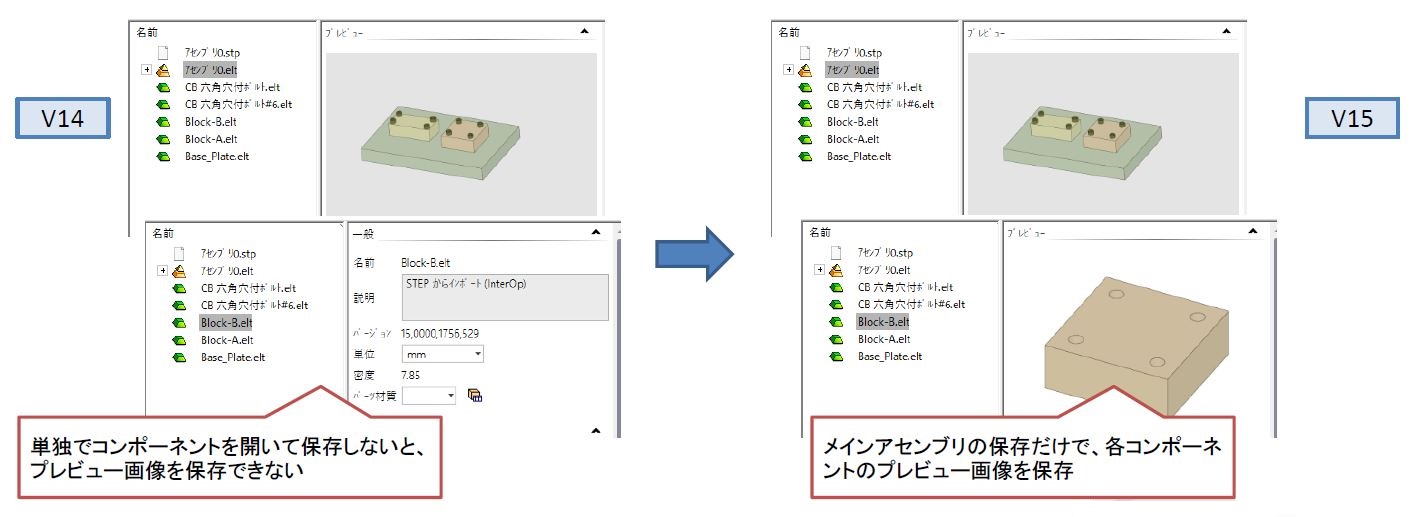 V14
名前
ｱｾﾝﾌﾞﾘ0.stp
ｱｾﾝﾌﾞﾘ0.elt
CB 六角穴付ﾎﾞﾙﾄ.elt
CB 六角穴付ﾎﾞﾙﾄ#6.elt
Block-B.elt
Block-A.elt
Base_Plate.elt
ﾌﾟﾚﾋﾞｭｰ
名前
ｱｾﾝﾌﾞﾘ0.stp
ｱｾﾝﾌﾞﾘ0.elt
CB 六角穴付ﾎﾞﾙﾄ.elt
CB 六角穴付ﾎﾞﾙﾄ#6.elt
Block-B.elt
Block-A.elt
Base_Plate.elt
一般
名前 Block-B.elt
説明 STEP からｲﾝﾎﾟｰﾄ (InterOp)
ﾊﾞｰｼﾞｮﾝ 15,0000,1756,529
単位 mm
密度 7.85
ﾊﾟｰﾂ材質
単独でコンポーネントを開いて保存しないと、
プレビュー画像を保存できない
名前
ｱｾﾝﾌﾞﾘ0.stp
ｱｾﾝﾌﾞﾘ0.elt
CB 六角穴付ﾎﾞﾙﾄ.elt
CB 六角穴付ﾎﾞﾙﾄ#6.elt
Block-B.elt
Block-A.elt
Base_Plate.elt
ﾌﾟﾚﾋﾞｭｰ
V15
名前
ｱｾﾝﾌﾞﾘ0.stp
ｱｾﾝﾌﾞﾘ0.elt
CB 六角穴付ﾎﾞﾙﾄ.elt
CB 六角穴付ﾎﾞﾙﾄ#6.elt
Block-B.elt
Block-A.elt
Base_Plate.elt
ﾌﾟﾚﾋﾞｭｰ
メインアセンブリの保存だけで、各コンポーネ
ントのプレビュー画像を保存